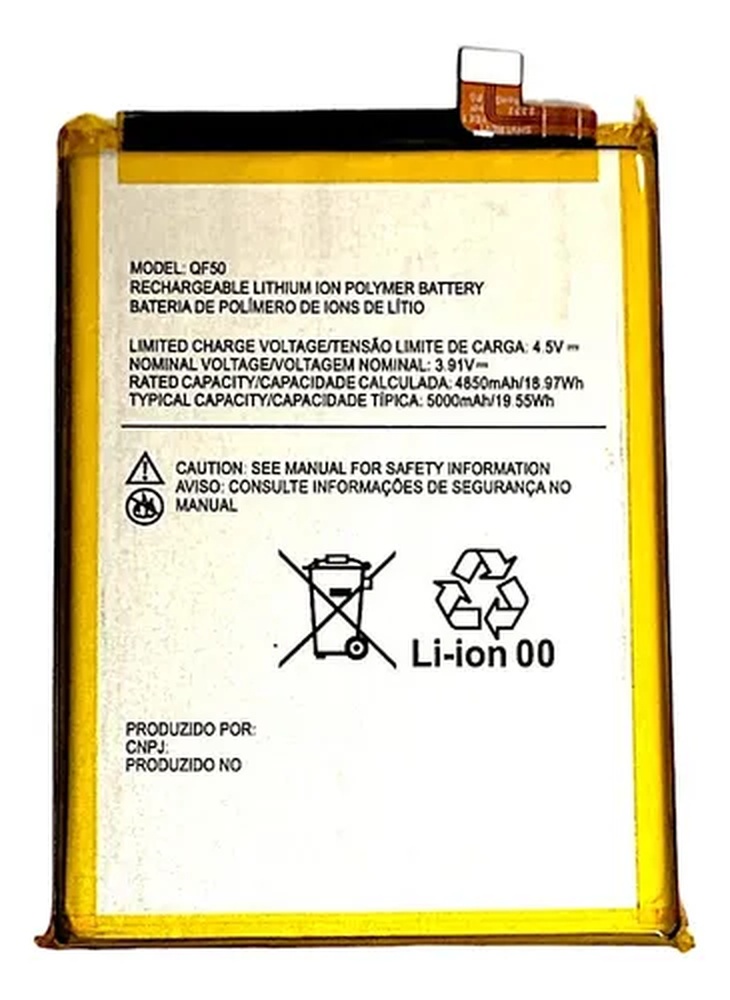 MODEL: QF50
RECHARGEABLE LITHIUM ION POLYMER BATTERY
BATERIA DE POLÍMERO DE IONS DE LÍTIO
LIMITED CHARGE VOLTAGE/TENSÃO LIMITE DE CARGA: 4.5V⎓
NOMINAL VOLTAGE/VOLTAGEM NOMINAL: 3.91V⎓
RATED CAPACITY/CAPACIDADE CALCULADA: 4850mAh/18.97Wh
TYPICAL CAPACITY/CAPACIDADE TÍPICA: 5000mAh/19.55Wh
CAUTION: SEE MANUAL FOR SAFETY INFORMATION
AVISO: CONSULTE INFORMAÇÕES DE SEGURANÇA NO
MANUAL
Li-ion 00
PRODUZIDO POR:
CNPJ:
PRODUZIDO NO